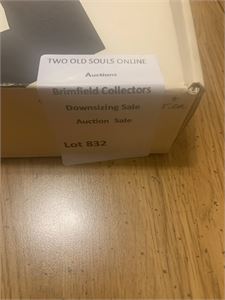 TWO OLD SOULS ONLINE
Auctions
Brimfield Collectors
Downsizing Sale
Auction Sale
Lot 832